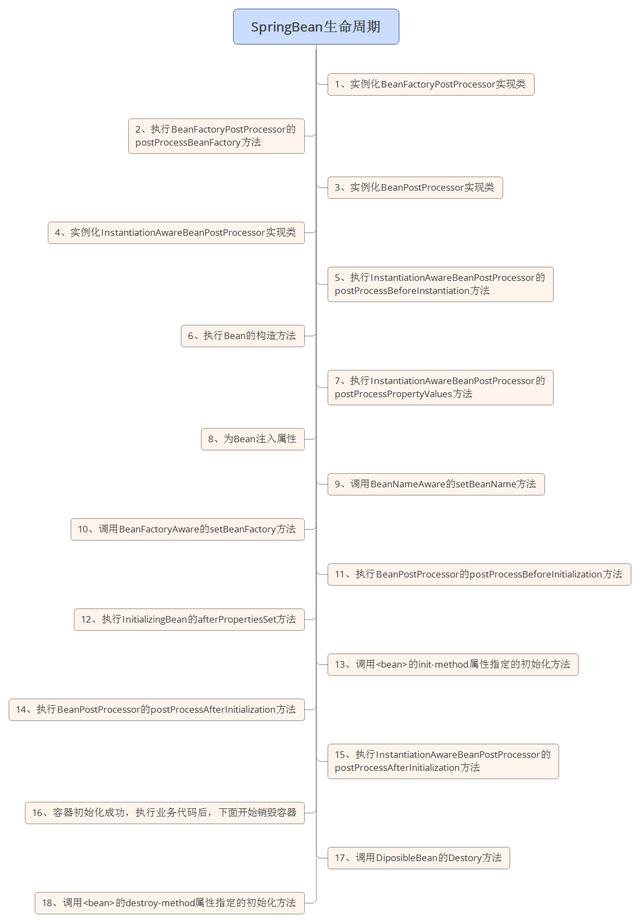 SpringBean生命周期
1、实例化BeanFactoryPostProcessor实现类
2、执行BeanFactoryPostProcessor的
postProcessBeanFactory方法
3、实例化BeanPostProcessor实现类
4、实例化InstantiationAwareBeanPostProcessor实现类
5、执行InstantiationAwareBeanPostProcessor的
postProcessBeforeInstantiation方法
6、执行Bean的构造方法
7、执行InstantiationAwareBeanPostProcessor的
postProcessPropertyValues方法
8、为Bean注入属性
9、调用BeanNameAware的setBeanName方法
10、调用BeanFactoryAware的setBeanFactory方法
11、执行BeanPostProcessor的postProcessBeforeInitialization方法
12、执行InitializingBean的afterPropertiesSet方法
13、调用<bean>的init-method属性指定的初始化方法
14、执行BeanPostProcessor的postProcessAfterInitialization方法
15、执行InstantiationAwareBeanPostProcessor的
postProcessAfterInitialization方法
16、容器初始化成功，执行业务代码后，下面开始销毁容器
17、调用DiposibleBean的Destory方法
18、调用<bean>的destroy-method属性指定的初始化方法